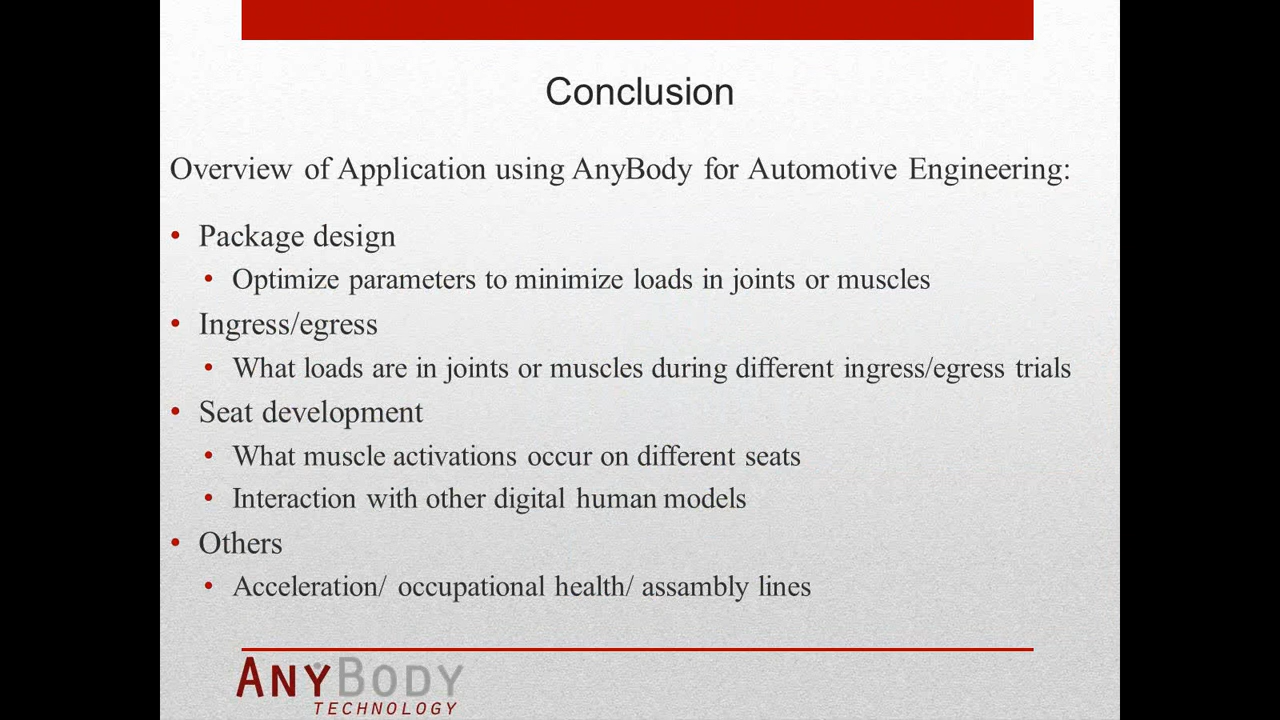 Conclusion
Overview of Application using AnyBody for Automotive Engineering:
• Package design
• Optimize parameters to minimize loads in joints or muscles
• Ingress/egress
• What loads are in joints or muscles during different ingress/egress trials
• Seat development
• What muscle activations occur on different seats
• Interaction with other digital human models
• Others
• Acceleration/ occupational health/ assambly lines
ANYBODY
TECHNOLOGY